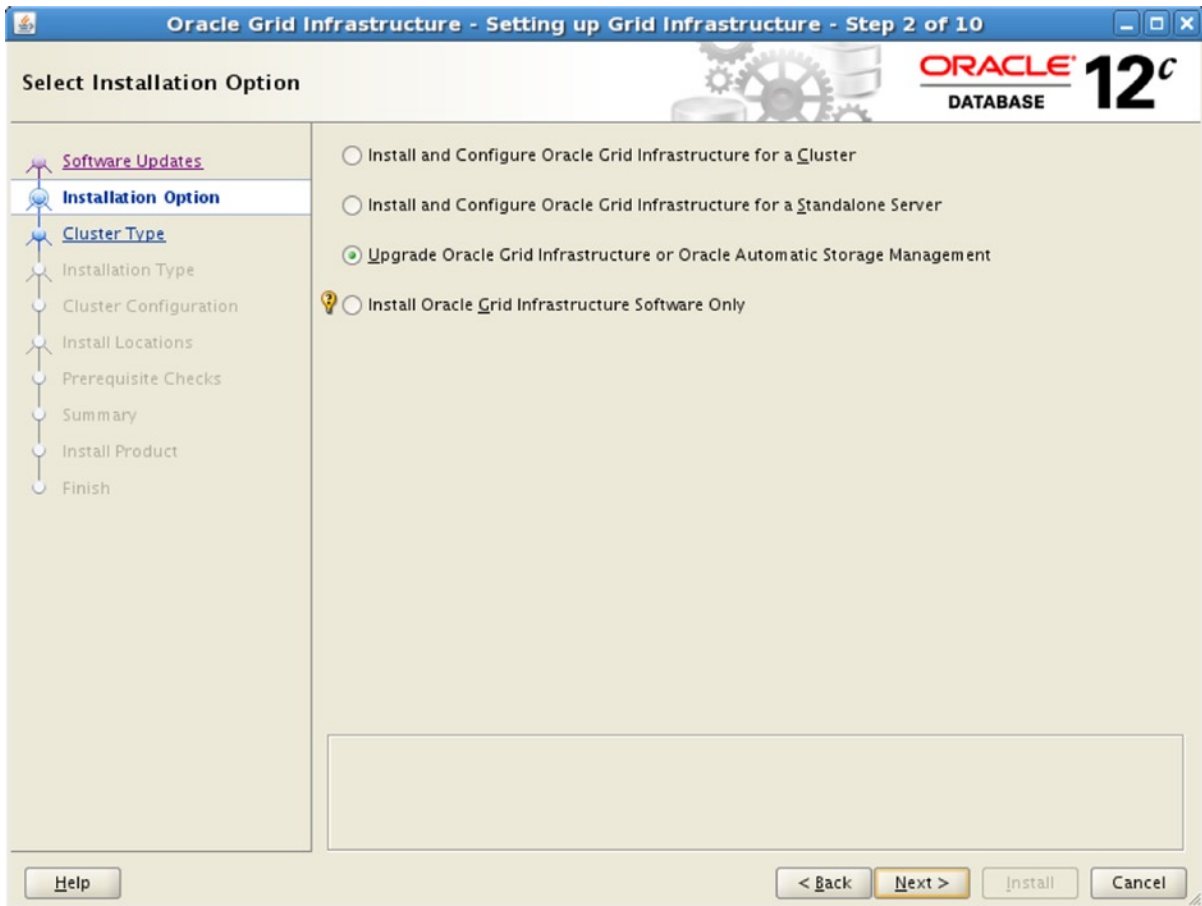 Oracle Grid Infrastructure - Setting up Grid Infrastructure - Step 2 of 10
Select Installation Option
ORACLE
DATABASE
12c
Software Updates
Installation Option
Cluster Type
Installation Type
Cluster Configuration
Install Locations
Prerequisite Checks
Summary
Install Product
Finish
Install and Configure Oracle Grid Infrastructure for a Cluster
Install and Configure Oracle Grid Infrastructure for a Standalone Server
Upgrade Oracle Grid Infrastructure or Oracle Automatic Storage Management
Install Oracle Grid Infrastructure Software Only
Help
< Back
Next >
Install
Cancel